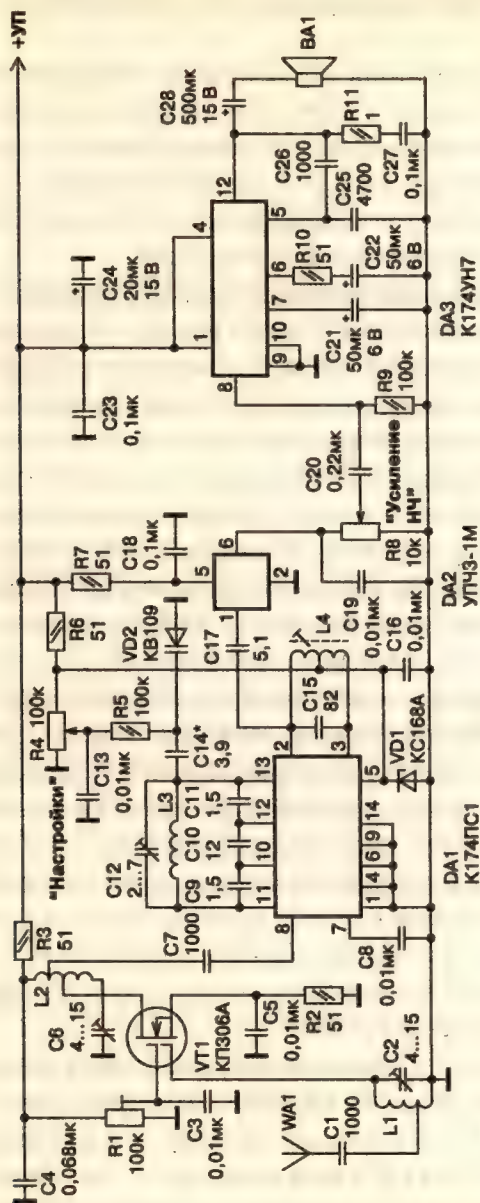 C4
0,068мк
R3
51
+УП
L2
R1
100к
C6
4...15
VT1
КП306А
C3
0,01мк
C5
0,01мк
R2
51
WA1
C1
1000
L1
C2
4...15
C7
1000
C8
0,01мк
"Настройки"
R4 100к
C13
0,01мк
R5
100к
R6
51
R7
51
C12
2...7
L3
C14*
3,9
VD2
КВ109
C18
0,1мк
C9
1,5
C10
12
C11
1,5
11
10
12
13
8
7
2
3
1
4
6
9
14
5
DA1
К174ПС1
C15
82
L4
VD1
КС168А
C16
0,01мк
C17
5,1
1
5
6
2
DA2
УПЧЗ-1М
C19
0,01мк
R8
10к
"Усиление
НЧ"
C20
0,22мк
R9
100к
C23
0,1мк
C24
20мк
15 В
1
4
8
9
10
7
6
5
12
DA3
К174УН7
C21
50мк
6 В
R10
51
C22
50мк
6 В
C26
1000
C25
4700
C28
500мк
15 В
R11
1
C27
0,1мк
BA1